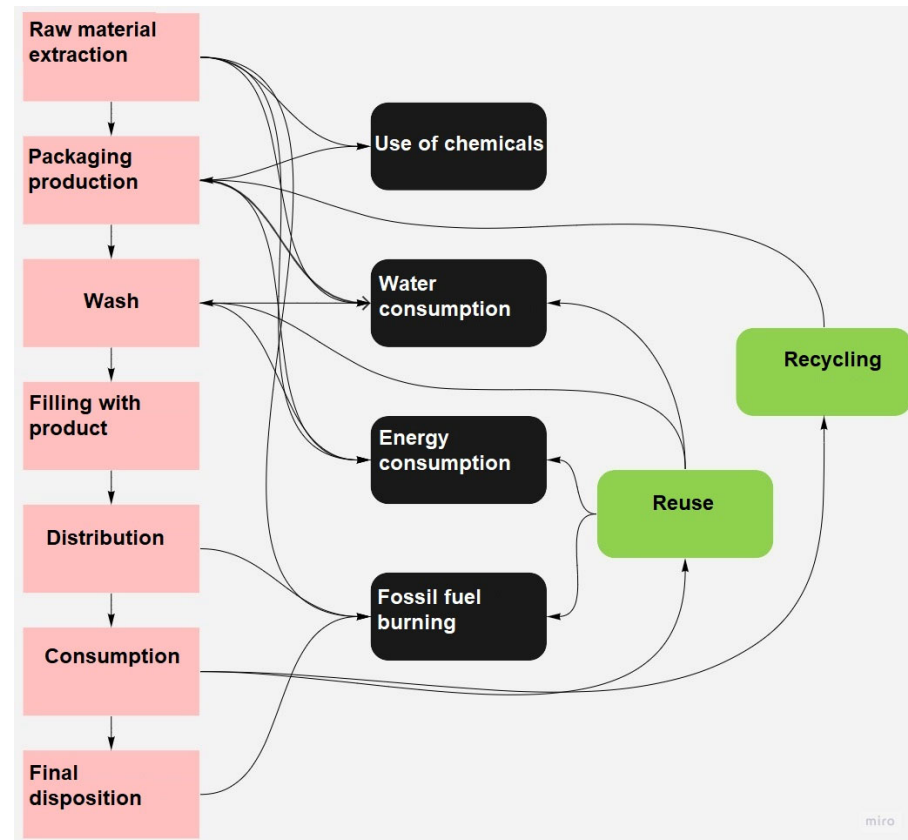 Raw material
extraction
Packaging
production
Wash
Filling with
product
Distribution
Consumption
Final
disposition
Use of chemicals
Water
consumption
Energy
consumption
Fossil fuel
burning
Recycling
Reuse
miro